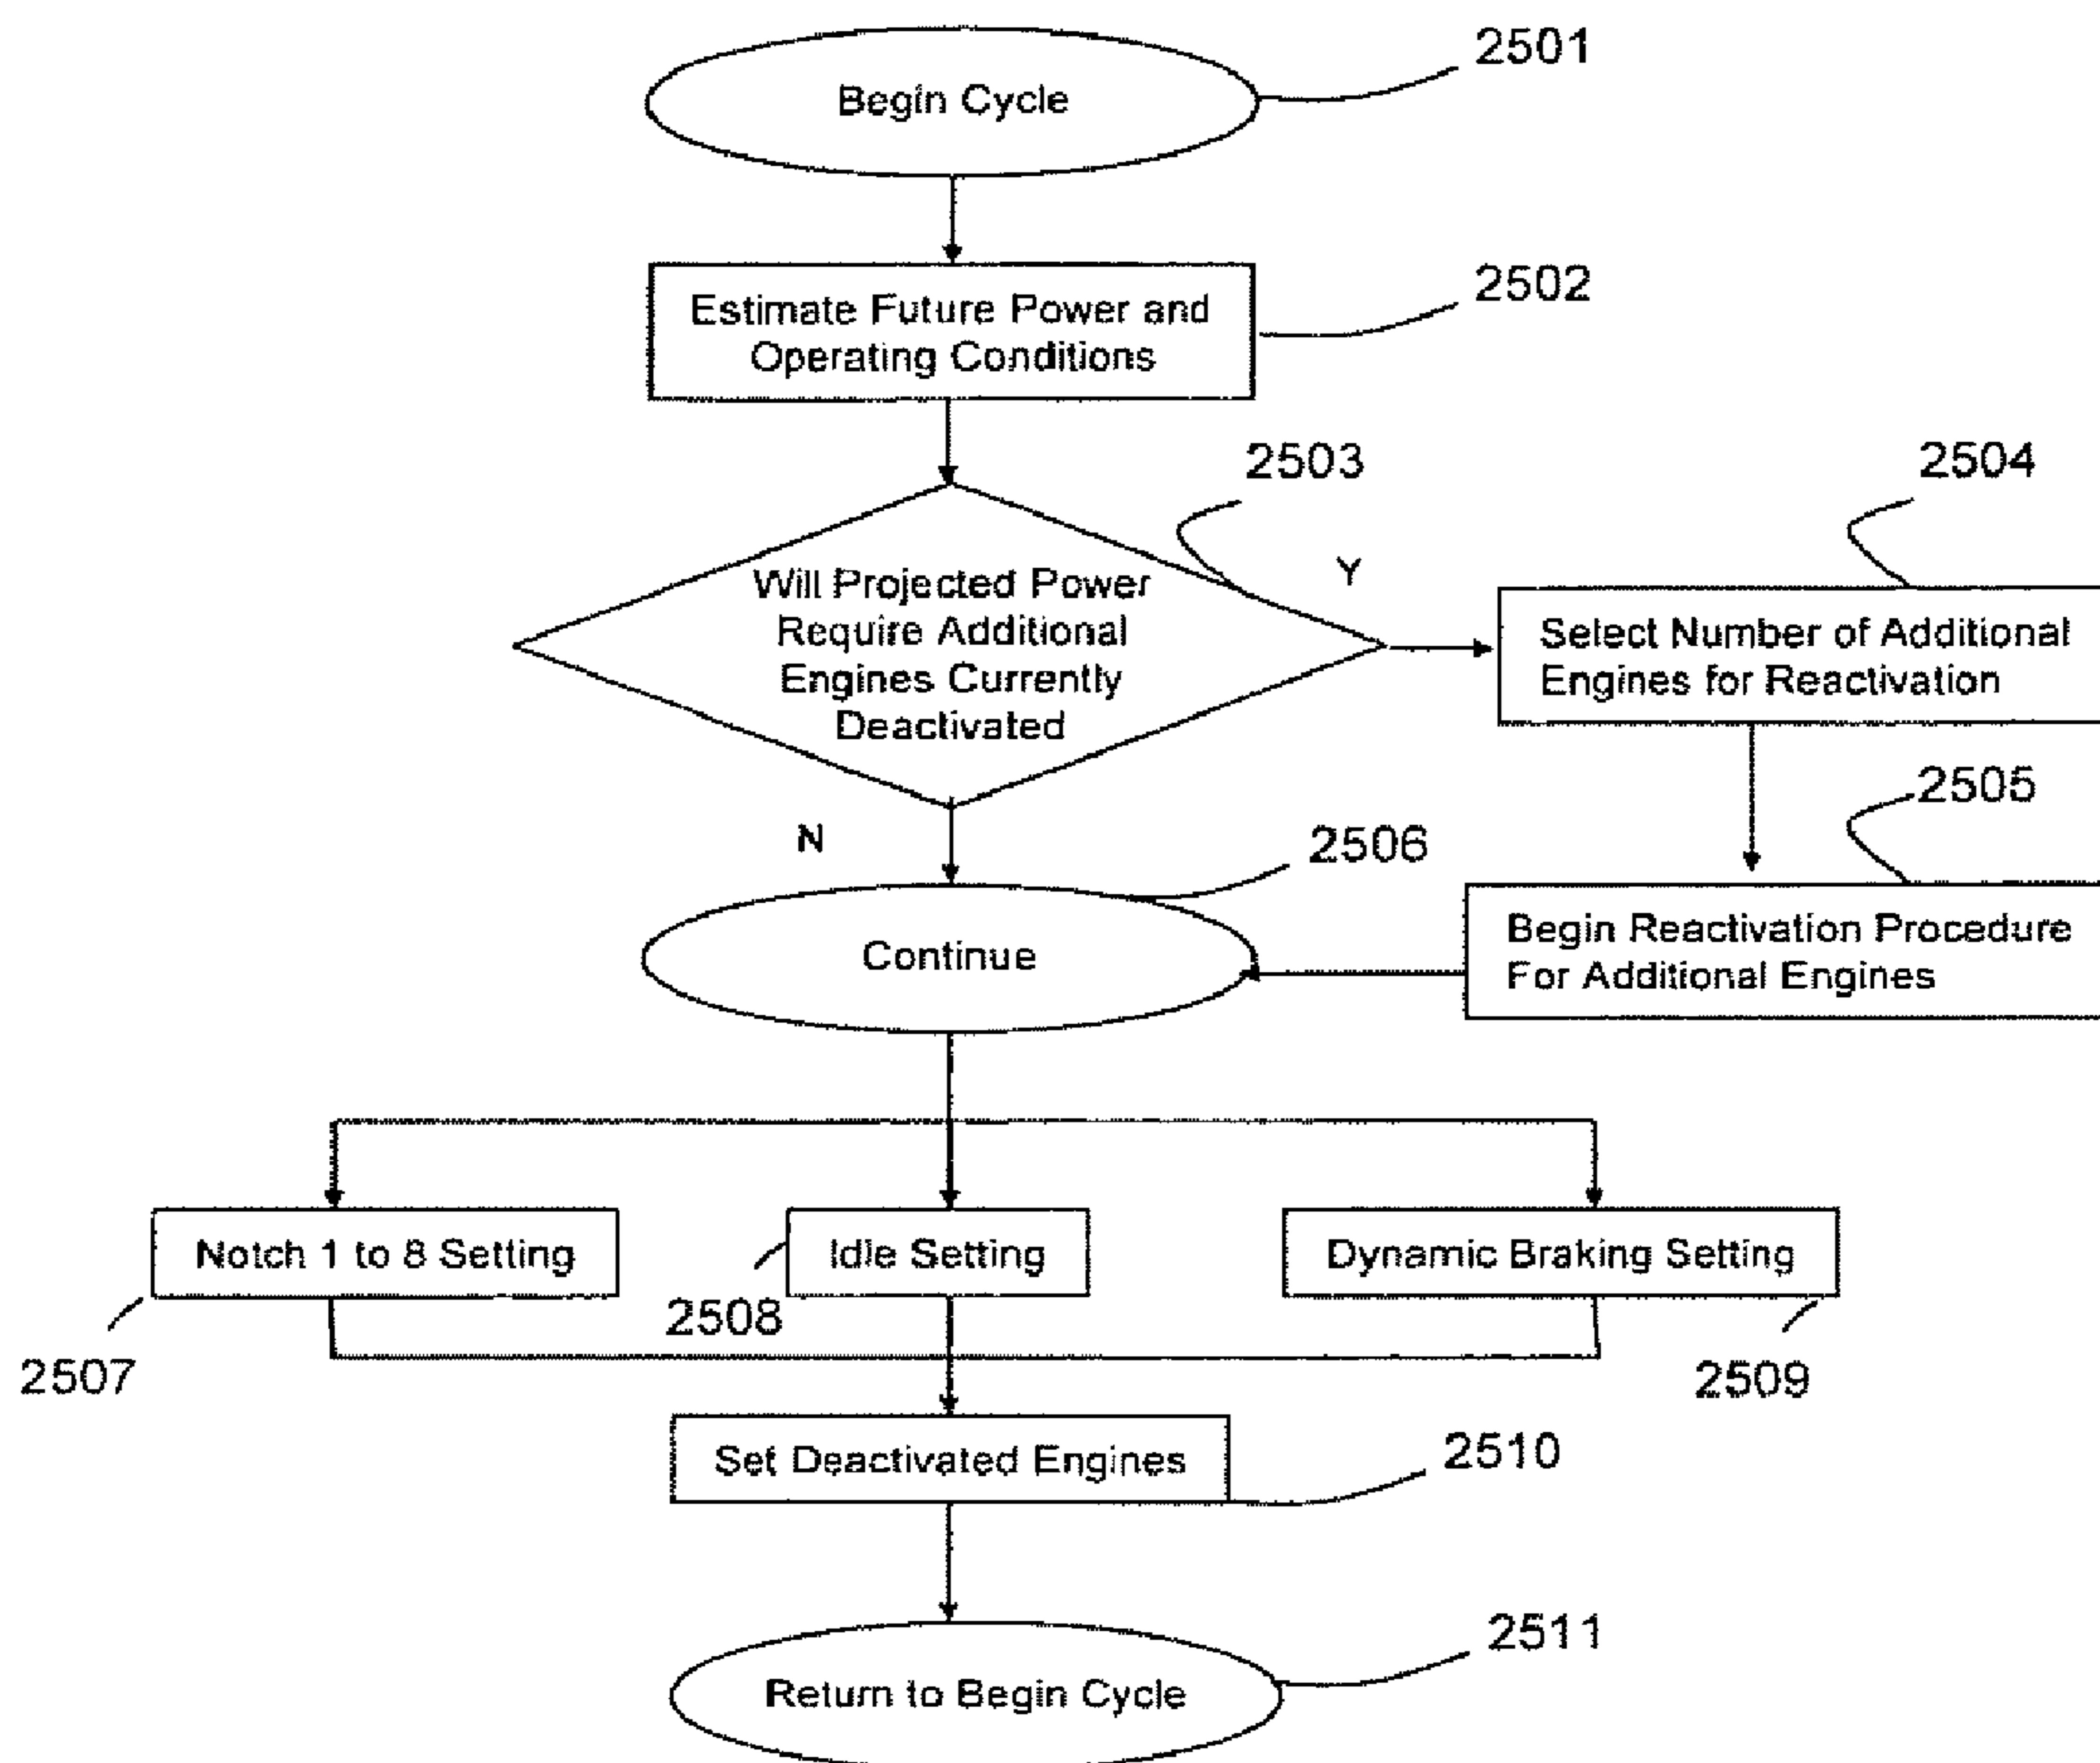 Begin Cycle
2501
Estimate Future Power and
Operating Conditions
2502
2503
Will Projected Power
Require Additional
Engines Currently
Deactivated
Y
2504
Select Number of Additional
Engines for Reactivation
N
2505
Begin Reactivation Procedure
For Additional Engines
2506
Continue
Notch 1 to 8 Setting
2507
Idle Setting
2508
Dynamic Braking Setting
2509
Set Deactivated Engines
2510
Return to Begin Cycle
2511